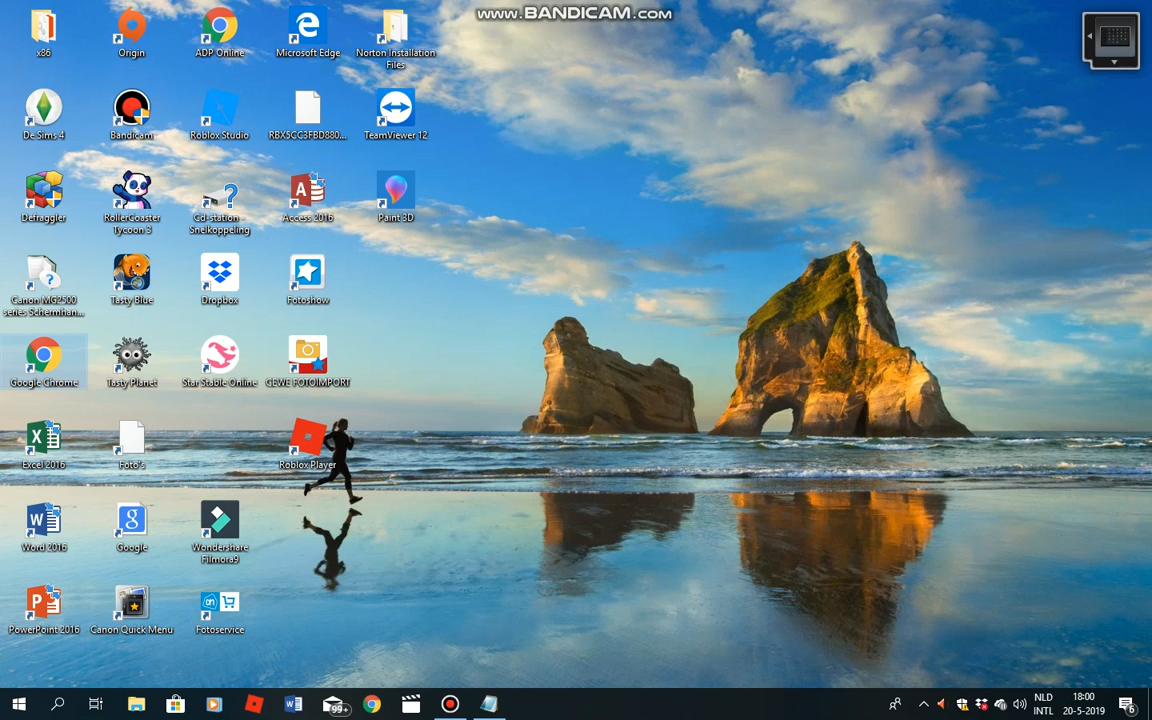 www.BANDICAM.com
x86
Origin
ADP Online
Microsoft Edge
Norton Installation
Files
De Sims 4
Bandicam
Roblox Studio
RBX5CC3FBD880...
TeamViewer 12
Defraggler
RollerCoaster
Tycoon 3
Cd-station -
Snelkoppeling
Access 2016
Paint 3D
Canon MG2500
series Schermhan...
Tasty Blue
Dropbox
Fotoshow
Google Chrome
Tasty Planet
Star Stable Online
CEWE FOTOIMPORT
Excel 2016
Foto's
Roblox Player
Word 2016
Google
Wondershare
Filmora9
PowerPoint 2016
Canon Quick Menu
Fotoservice
99+
NLD
INTL
18:00
20-5-2019
6